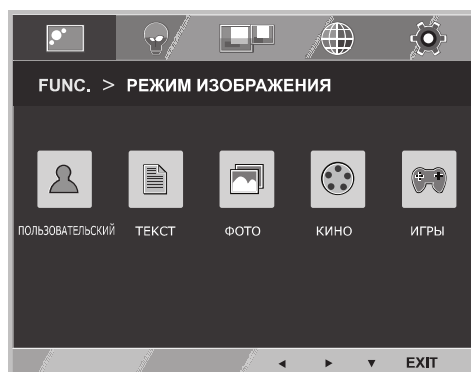 FUNC. > РЕЖИМ ИЗОБРАЖЕНИЯ
ПОЛЬЗОВАТЕЛЬСКИЙ ТЕКСТ ФОТО КИНО ИГРЫ
EXIT